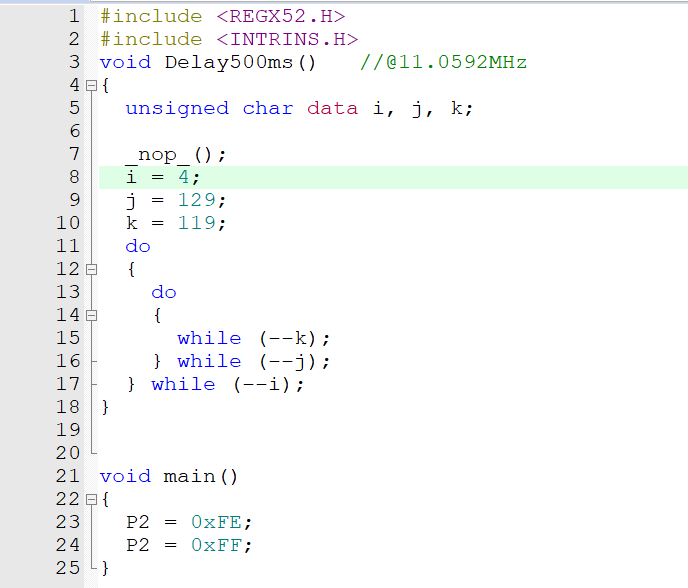 1 #include <REGX52.H>
2 #include <INTRINS.H>
3 void Delay500ms()   //@11.0592MHz
4 {
5   unsigned char data i, j, k;
6
7   _nop_();
8   i = 4;
9   j = 129;
10   k = 119;
11   do
12   {
13     do
14     {
15       while (--k);
16     } while (--j);
17   } while (--i);
18 }
19
20
21 void main()
22 {
23   P2 = 0xFE;
24   P2 = 0xFF;
25 }